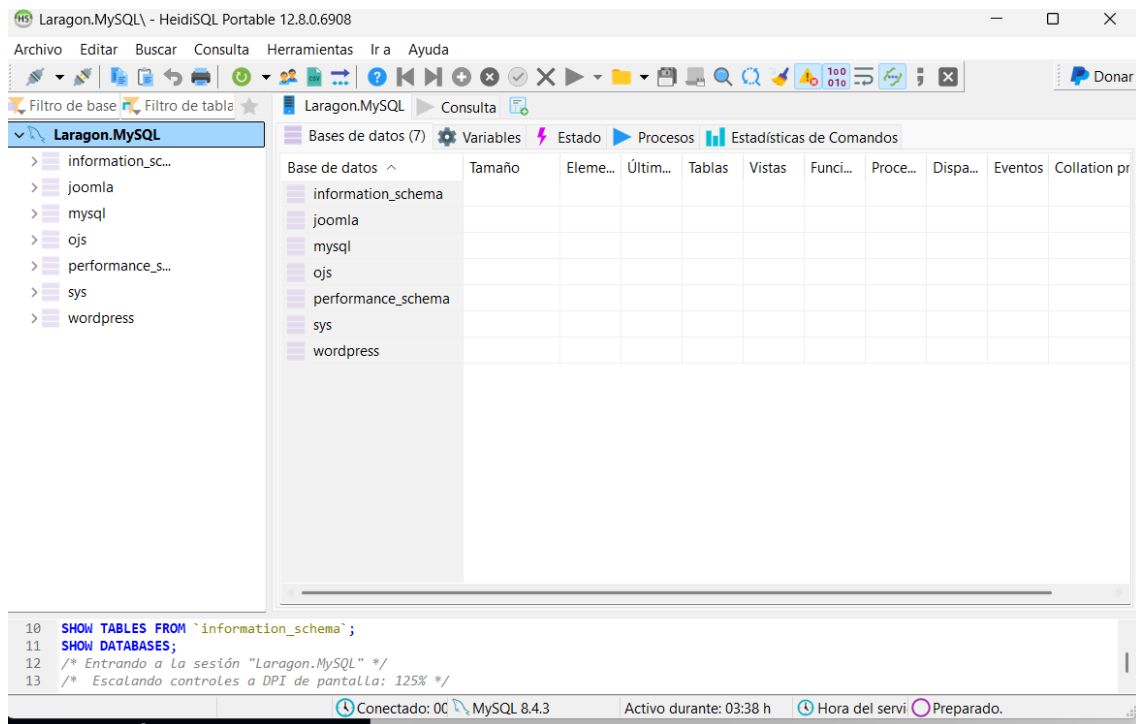 Laragon.MySQL\ - HeidiSQL Portable 12.8.0.6908
Archivo Editar Buscar Consulta Herramientas Ir a Ayuda
Donar
Filtro de base Filtro de tabla Laragon.MySQL Consulta
Laragon.MySQL
information_sc...
joomla
mysql
ojs
performance_s...
sys
wordpress
Bases de datos (7) Variables Estado Procesos Estadísticas de Comandos
Base de datos Tamaño Eleme... Últim... Tablas Vistas Funci... Proce... Dispa... Eventos Collation pr
information_schema
joomla
mysql
ojs
performance_schema
sys
wordpress
10 SHOW TABLES FROM `information_schema`;
11 SHOW DATABASES;
12 /* Entrando a la sesión "Laragon.MySQL" */
13 /* Escalando controles a DPI de pantalla: 125% */
Conectado: 00 MySQL 8.4.3 Activo durante: 03:38 h Hora del servi Preparado.